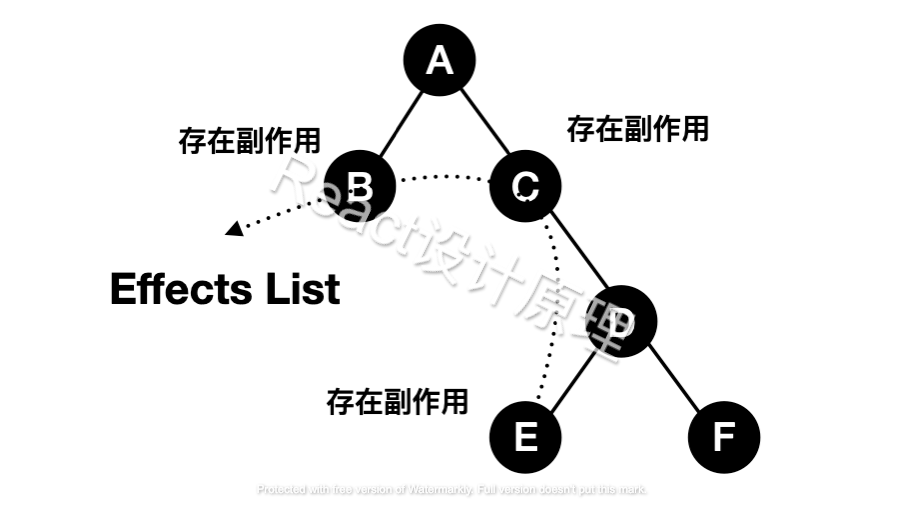 A
存在副作用
存在副作用
B
C
React设计原理
Effects List
D
存在副作用
E
F
Protected with free version of Watermarkly. Full version doesn't put this mark.